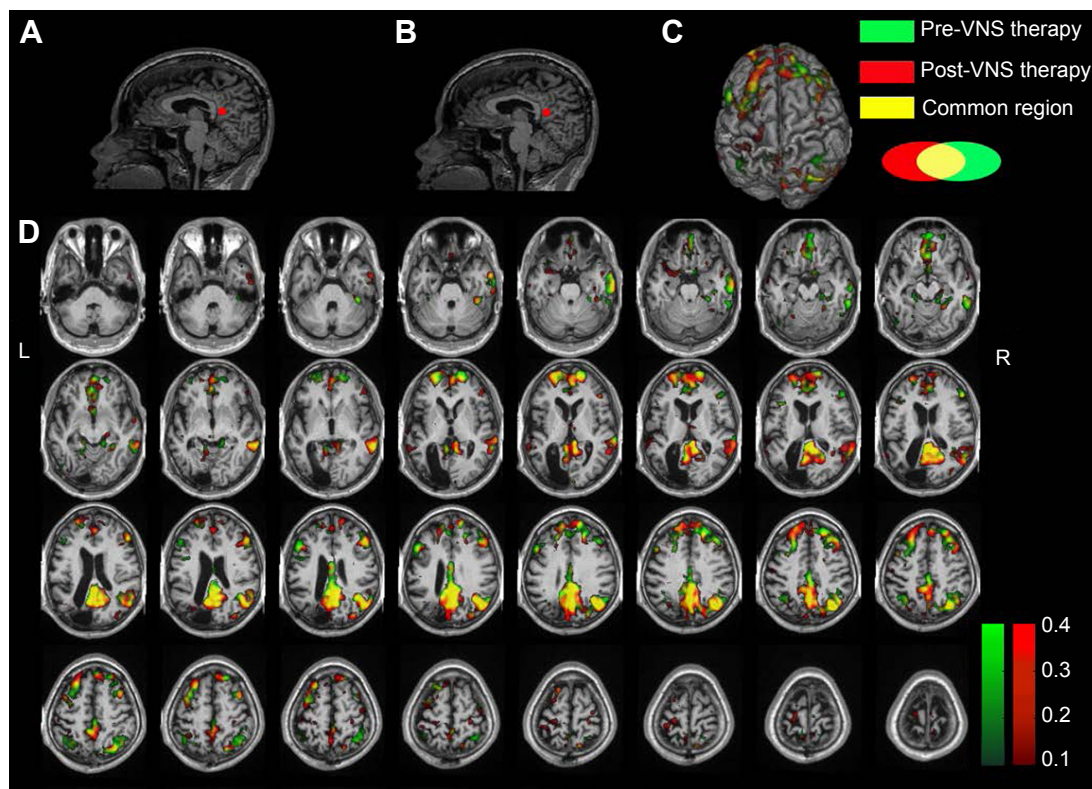 A
B
C
Pre-VNS therapy
Post-VNS therapy
Common region
D
L
R
0.4
0.3
0.2
0.1